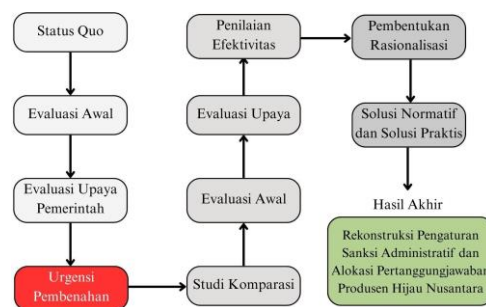 Status Quo
Evaluasi Awal
Evaluasi Upaya
Pemerintah
Urgensi
Pembenahan
Studi Komparasi
Evaluasi Awal
Evaluasi Upaya
Penilaian
Efektivitas
Pembentukan
Rasionalisasi
Solusi Normatif
dan Solusi Praktis
Hasil Akhir
Rekonstruksi Pengaturan
Sanksi Administratif dan
Alokasi Pertanggungjawaban
Produsen Hijau Nusantara